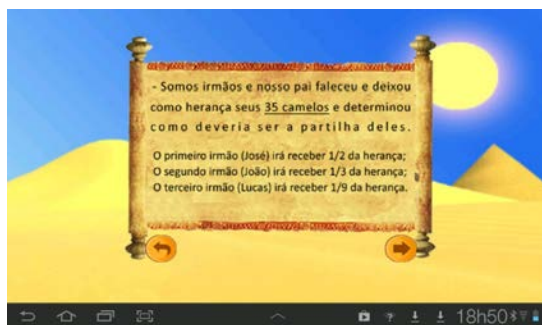 - Somos irmãos e nosso pai faleceu e deixou
como herança seus 35 camelos e determinou
como deveria ser a partilha deles.
O primeiro irmão (José) irá receber 1/2 da herança;
O segundo irmão (João) irá receber 1/3 da herança;
O terceiro irmão (Lucas) irá receber 1/9 da herança.
18h50